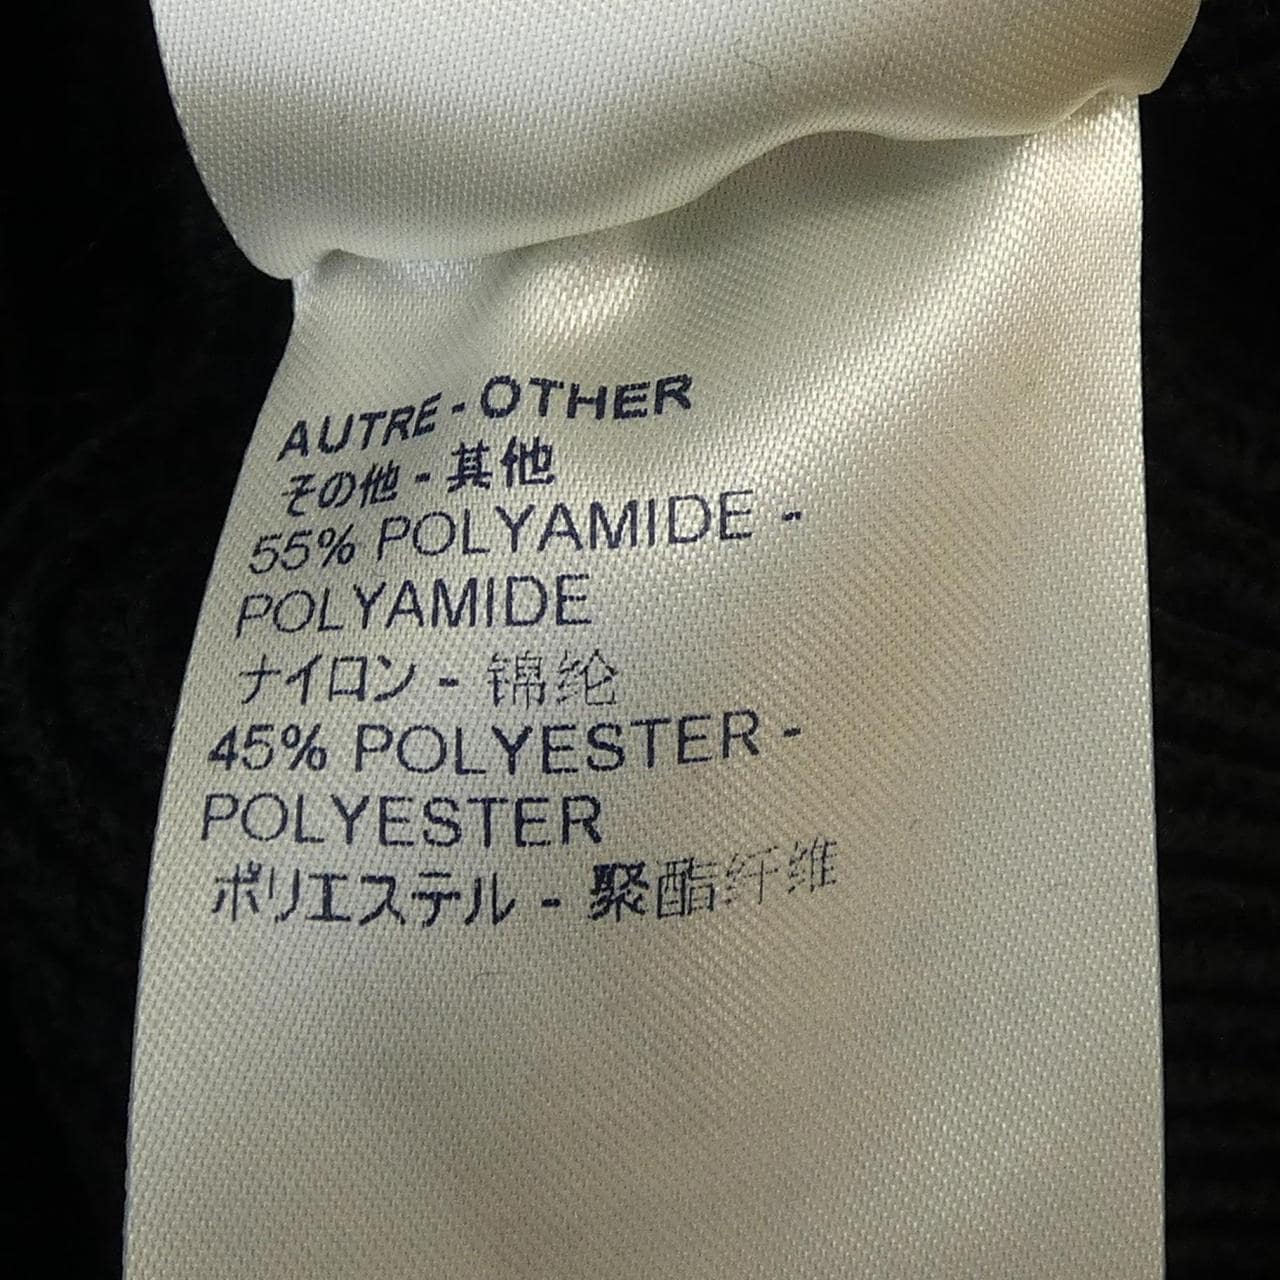 AUTRE - OTHER
その他 - 其他
55% POLYAMIDE -
POLYAMIDE
ナイロン - 锦纶
45% POLYESTER -
POLYESTER
ポリエステル - 聚酯纤维